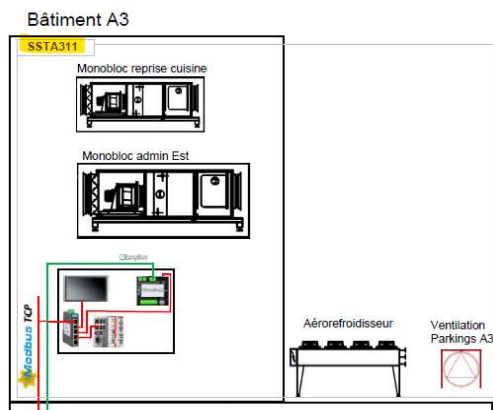 Bâtiment A3
SSTA311
Monobloc reprise cuisine
Monobloc admin Est
Modbus TCP
Aérorefroidisseur
Ventilation
Parkings A3